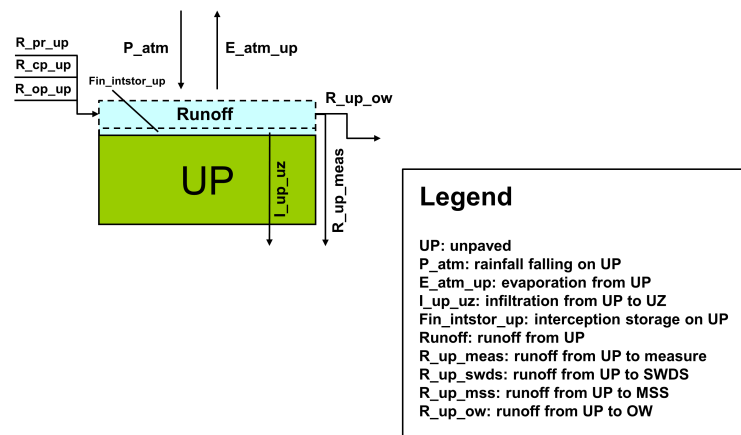 R_pr_up
R_cp_up
R_op_up
P_atm
E_atm_up
Fin_intstor_up
R_up_ow
Runoff
UP
I_up_uz
R_up_meas
Legend
UP: unpaved
P_atm: rainfall falling on UP
E_atm_up: evaporation from UP
I_up_uz: infiltration from UP to UZ
Fin_intstor_up: interception storage on UP
Runoff: runoff from UP
R_up_meas: runoff from UP to measure
R_up_swds: runoff from UP to SWDS
R_up_mss: runoff from UP to MSS
R_up_ow: runoff from UP to OW